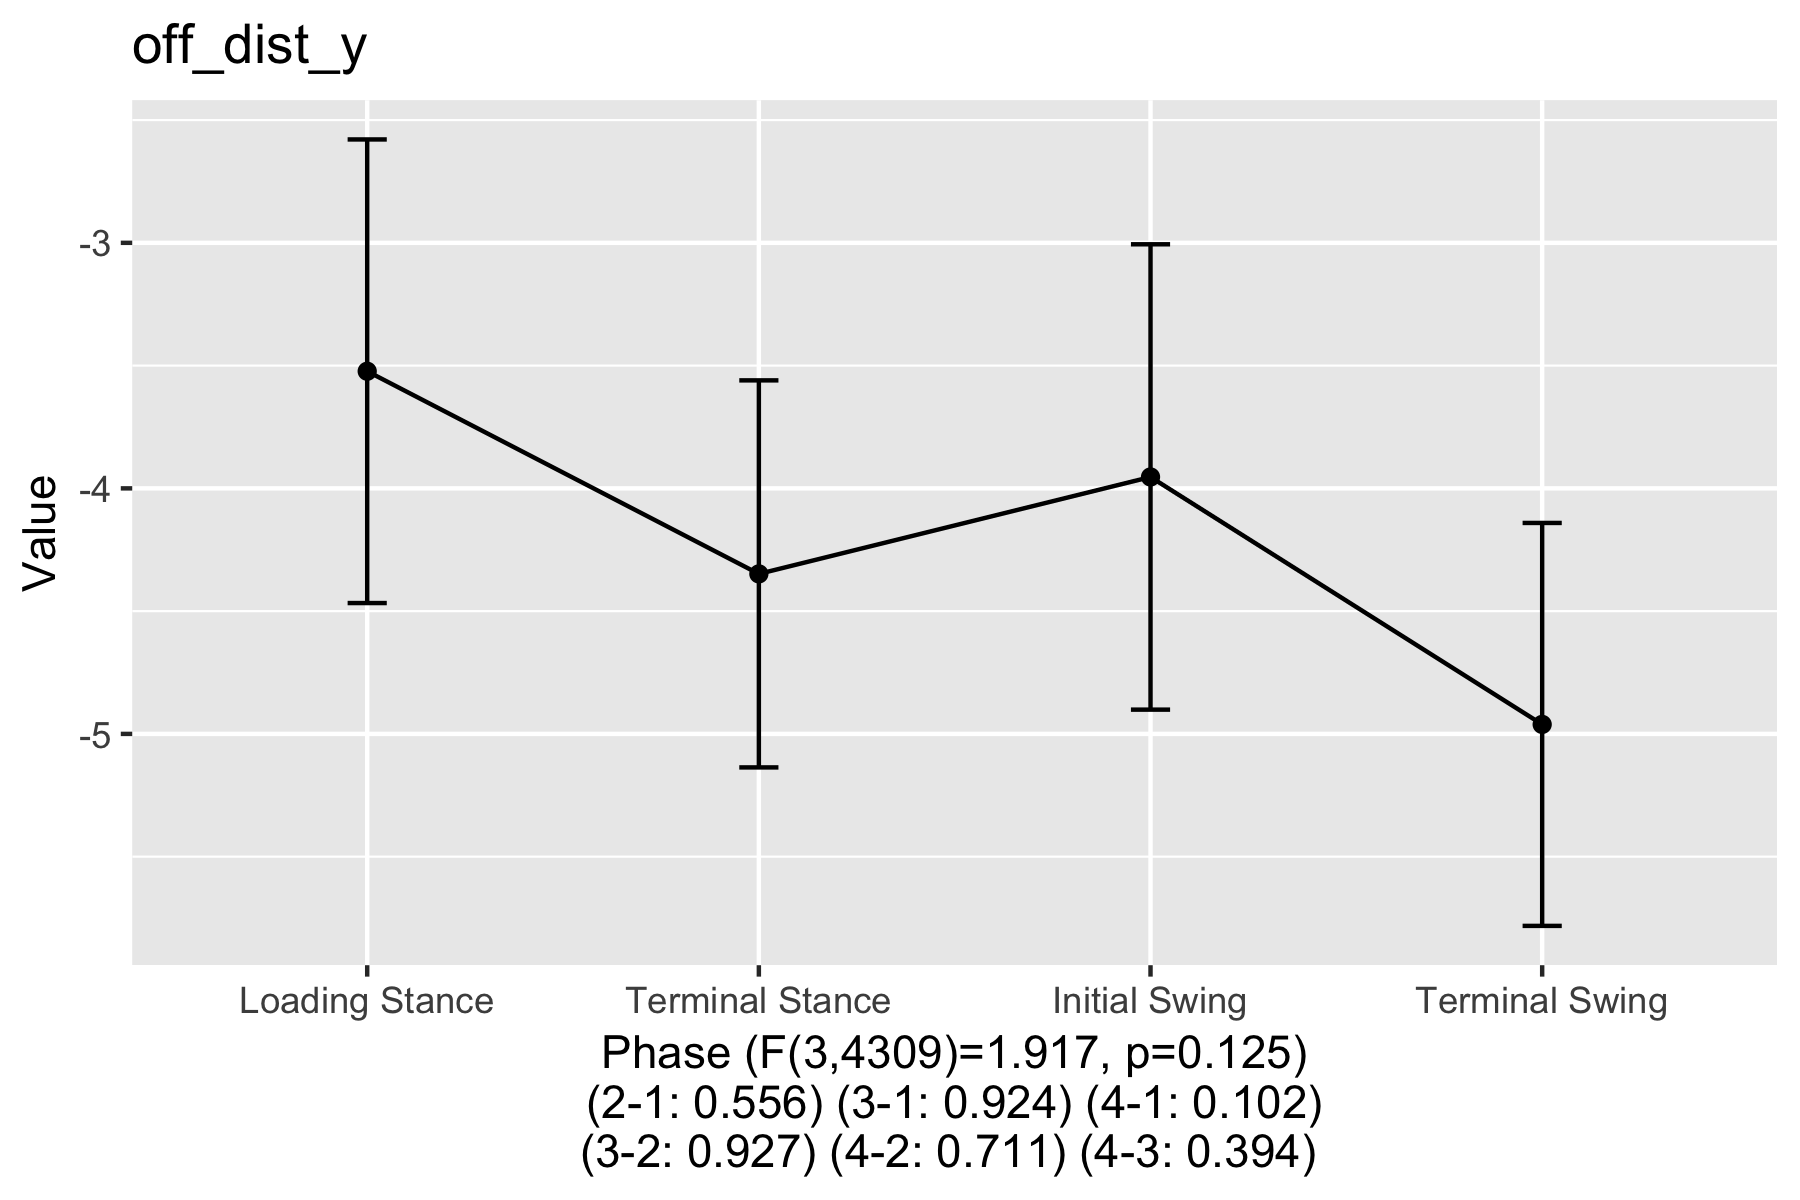 off_dist_y
Value
-3
-4
-5
Loading Stance
Terminal Stance
Initial Swing
Terminal Swing
Phase (F(3,4309)=1.917, p=0.125)
(2-1: 0.556) (3-1: 0.924) (4-1: 0.102)
(3-2: 0.927) (4-2: 0.711) (4-3: 0.394)